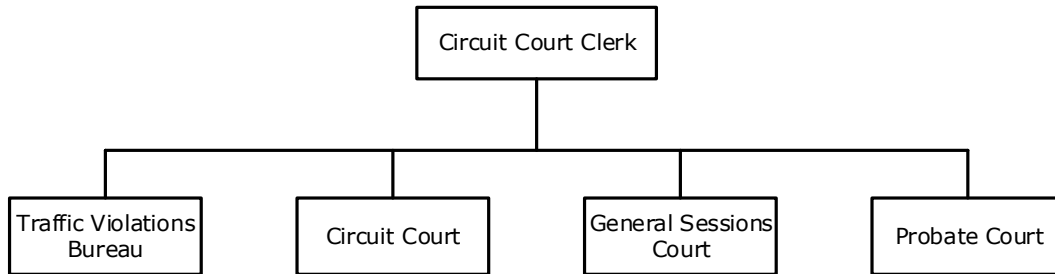 Circuit Court Clerk
Traffic Violations
Bureau
Circuit Court
General Sessions
Court
Probate Court